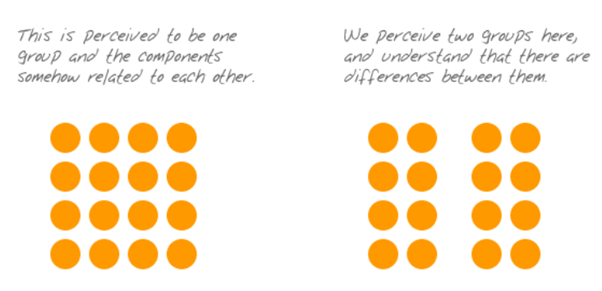 This is perceived to be one
group and the components
somehow related to each other.
We perceive two groups here,
and understand that there are
differences between them.